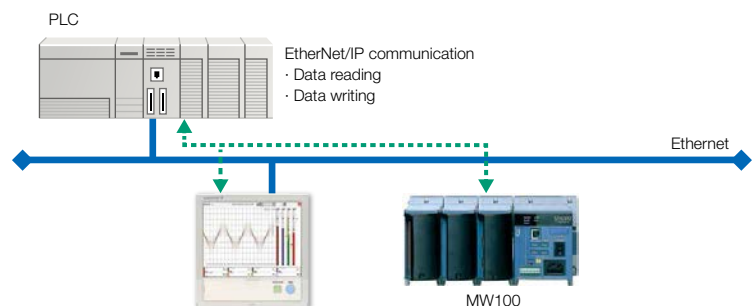 PLC
EtherNet/IP communication
· Data reading
· Data writing
Ethernet
MW100